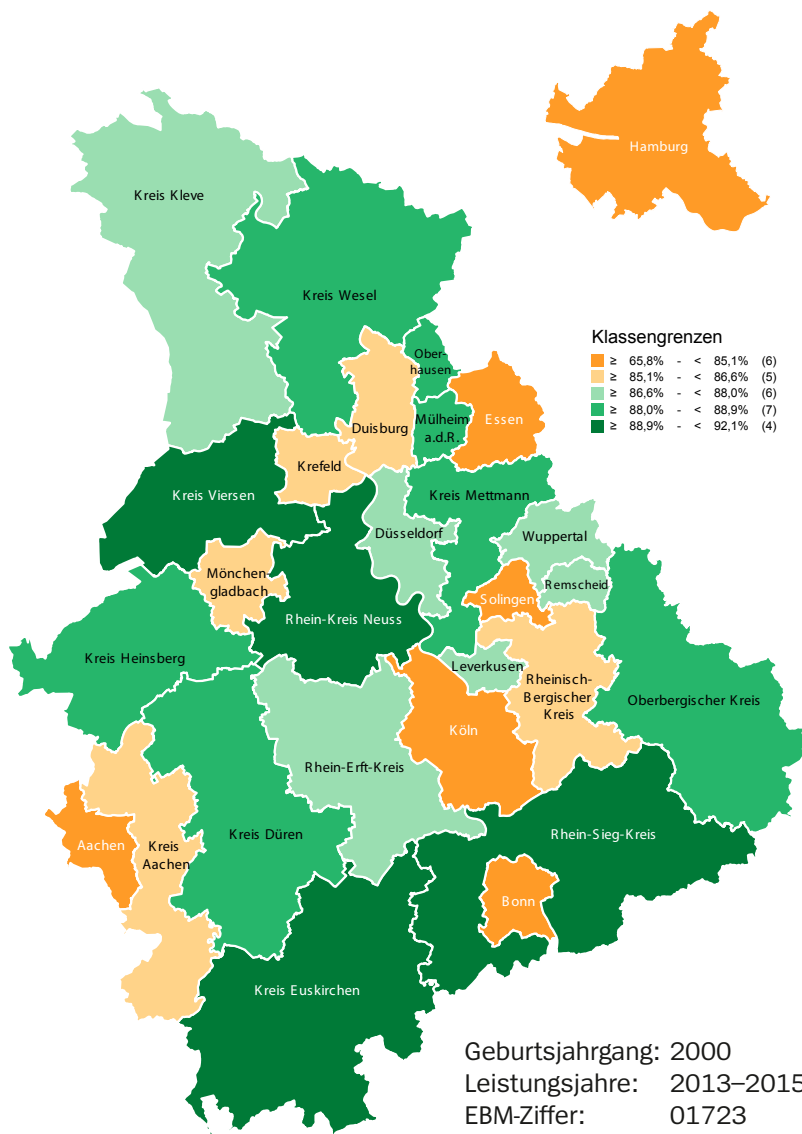 Hamburg
Kreis Kleve
Kreis Wesel
Klassengrenzen
≥ 65,8% - < 85,1% (6)
≥ 85,1% - < 86,6% (5)
≥ 86,6% - < 88,0% (6)
≥ 88,0% - < 88,9% (7)
≥ 88,9% - < 92,1% (4)
Ober-
hausen
Duisburg
Mülheim
a.d.R.
Essen
Krefeld
Kreis Viersen
Kreis Mettmann
Düsseldorf
Wuppertal
Mönchen-
gladbach
Remscheid
Solingen
Rhein-Kreis Neuss
Kreis Heinsberg
Leverkusen
Rheinisch-
Bergischer
Kreis
Oberbergischer Kreis
Köln
Rhein-Erft-Kreis
Kreis Düren
Rhein-Sieg-Kreis
Aachen
Kreis
Aachen
Bonn
Kreis Euskirchen
Geburtsjahrgang: 2000
Leistungsjahre: 2013–2015
EBM-Ziffer: 01723